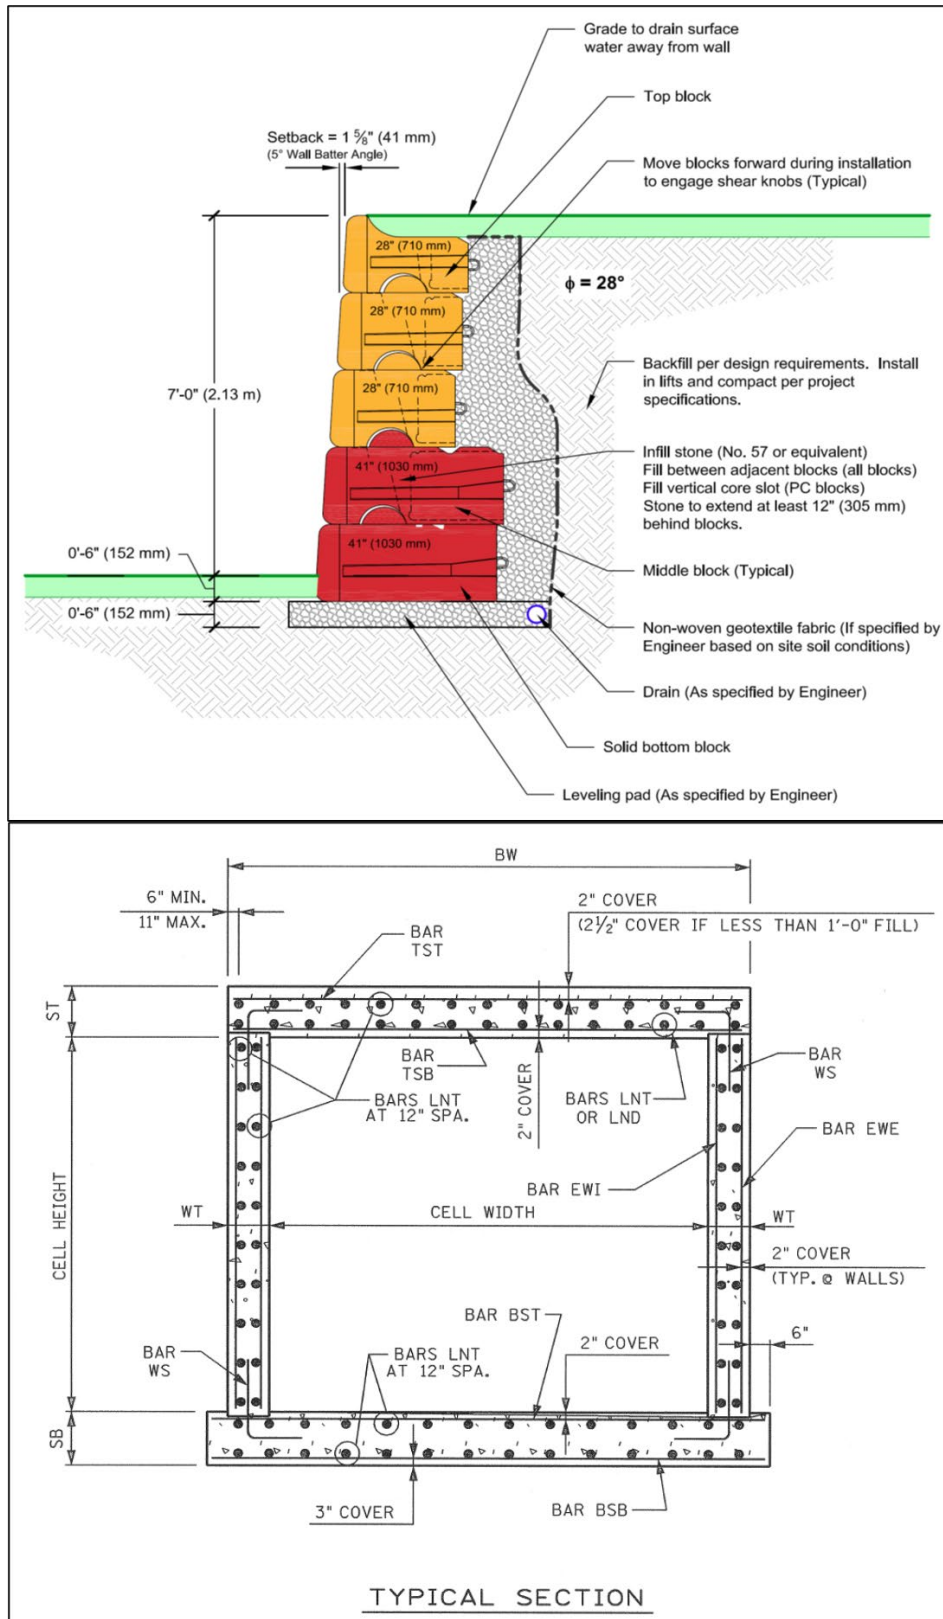 Grade to drain surface
water away from wall
Top block
Setback = 1 5/8" (41 mm)
(5° Wall Batter Angle)
Move blocks forward during installation
to engage shear knobs (Typical)
28" (710 mm)
ϕ = 28°
28" (710 mm)
Backfill per design requirements. Install
in lifts and compact per project
specifications.
7'-0" (2.13 m)
28" (710 mm)
Infill stone (No. 57 or equivalent)
Fill between adjacent blocks (all blocks)
Fill vertical core slot (PC blocks)
Stone to extend at least 12" (305 mm)
behind blocks.
41" (1030 mm)
41" (1030 mm)
0'-6" (152 mm)
Middle block (Typical)
0'-6" (152 mm)
Non-woven geotextile fabric (If specified by
Engineer based on site soil conditions)
Drain (As specified by Engineer)
Solid bottom block
Leveling pad (As specified by Engineer)
BW
6" MIN.
11" MAX.
2" COVER
(2½" COVER IF LESS THAN 1'-0" FILL)
BAR
TST
ST
BAR
TSB
BAR
WS
BARS LNT
AT 12" SPA.
2" COVER
BARS LNT
OR LND
BAR EWE
BAR EWI
CELL HEIGHT
WT
CELL WIDTH
WT
2" COVER
(TYP. @ WALLS)
BAR BST
6"
BAR
WS
BARS LNT
AT 12" SPA.
2" COVER
SB
3" COVER
BAR BSB
TYPICAL SECTION